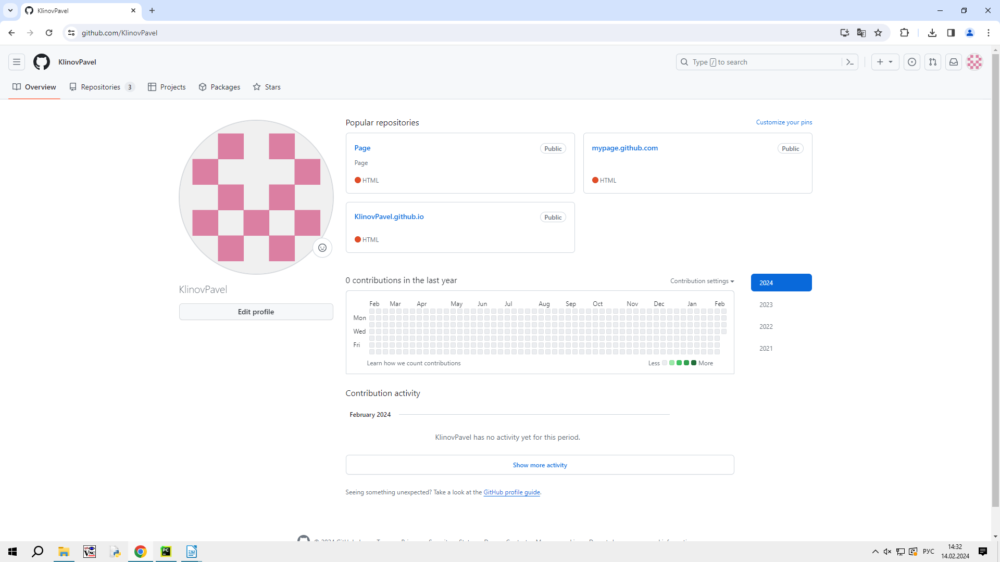 KlinovPavel
github.com/KlinovPavel
KlinovPavel
Type / to search
Overview
Repositories 3
Projects
Packages
Stars
Popular repositories
Customize your pins
Page
Public
Page
HTML
mypage.github.com
Public
HTML
KlinovPavel.github.io
Public
HTML
KlinovPavel
Edit profile
0 contributions in the last year
Contribution settings
2024
2023
2022
2021
Feb Mar Apr May Jun Jul Aug Sep Oct Nov Dec Jan Feb
Mon
Wed
Fri
Learn how we count contributions
Less More
Contribution activity
February 2024
KlinovPavel has no activity yet for this period.
Show more activity
Seeing something unexpected? Take a look at the GitHub profile guide.
VNC
PC
РУС
14:32
14.02.2024